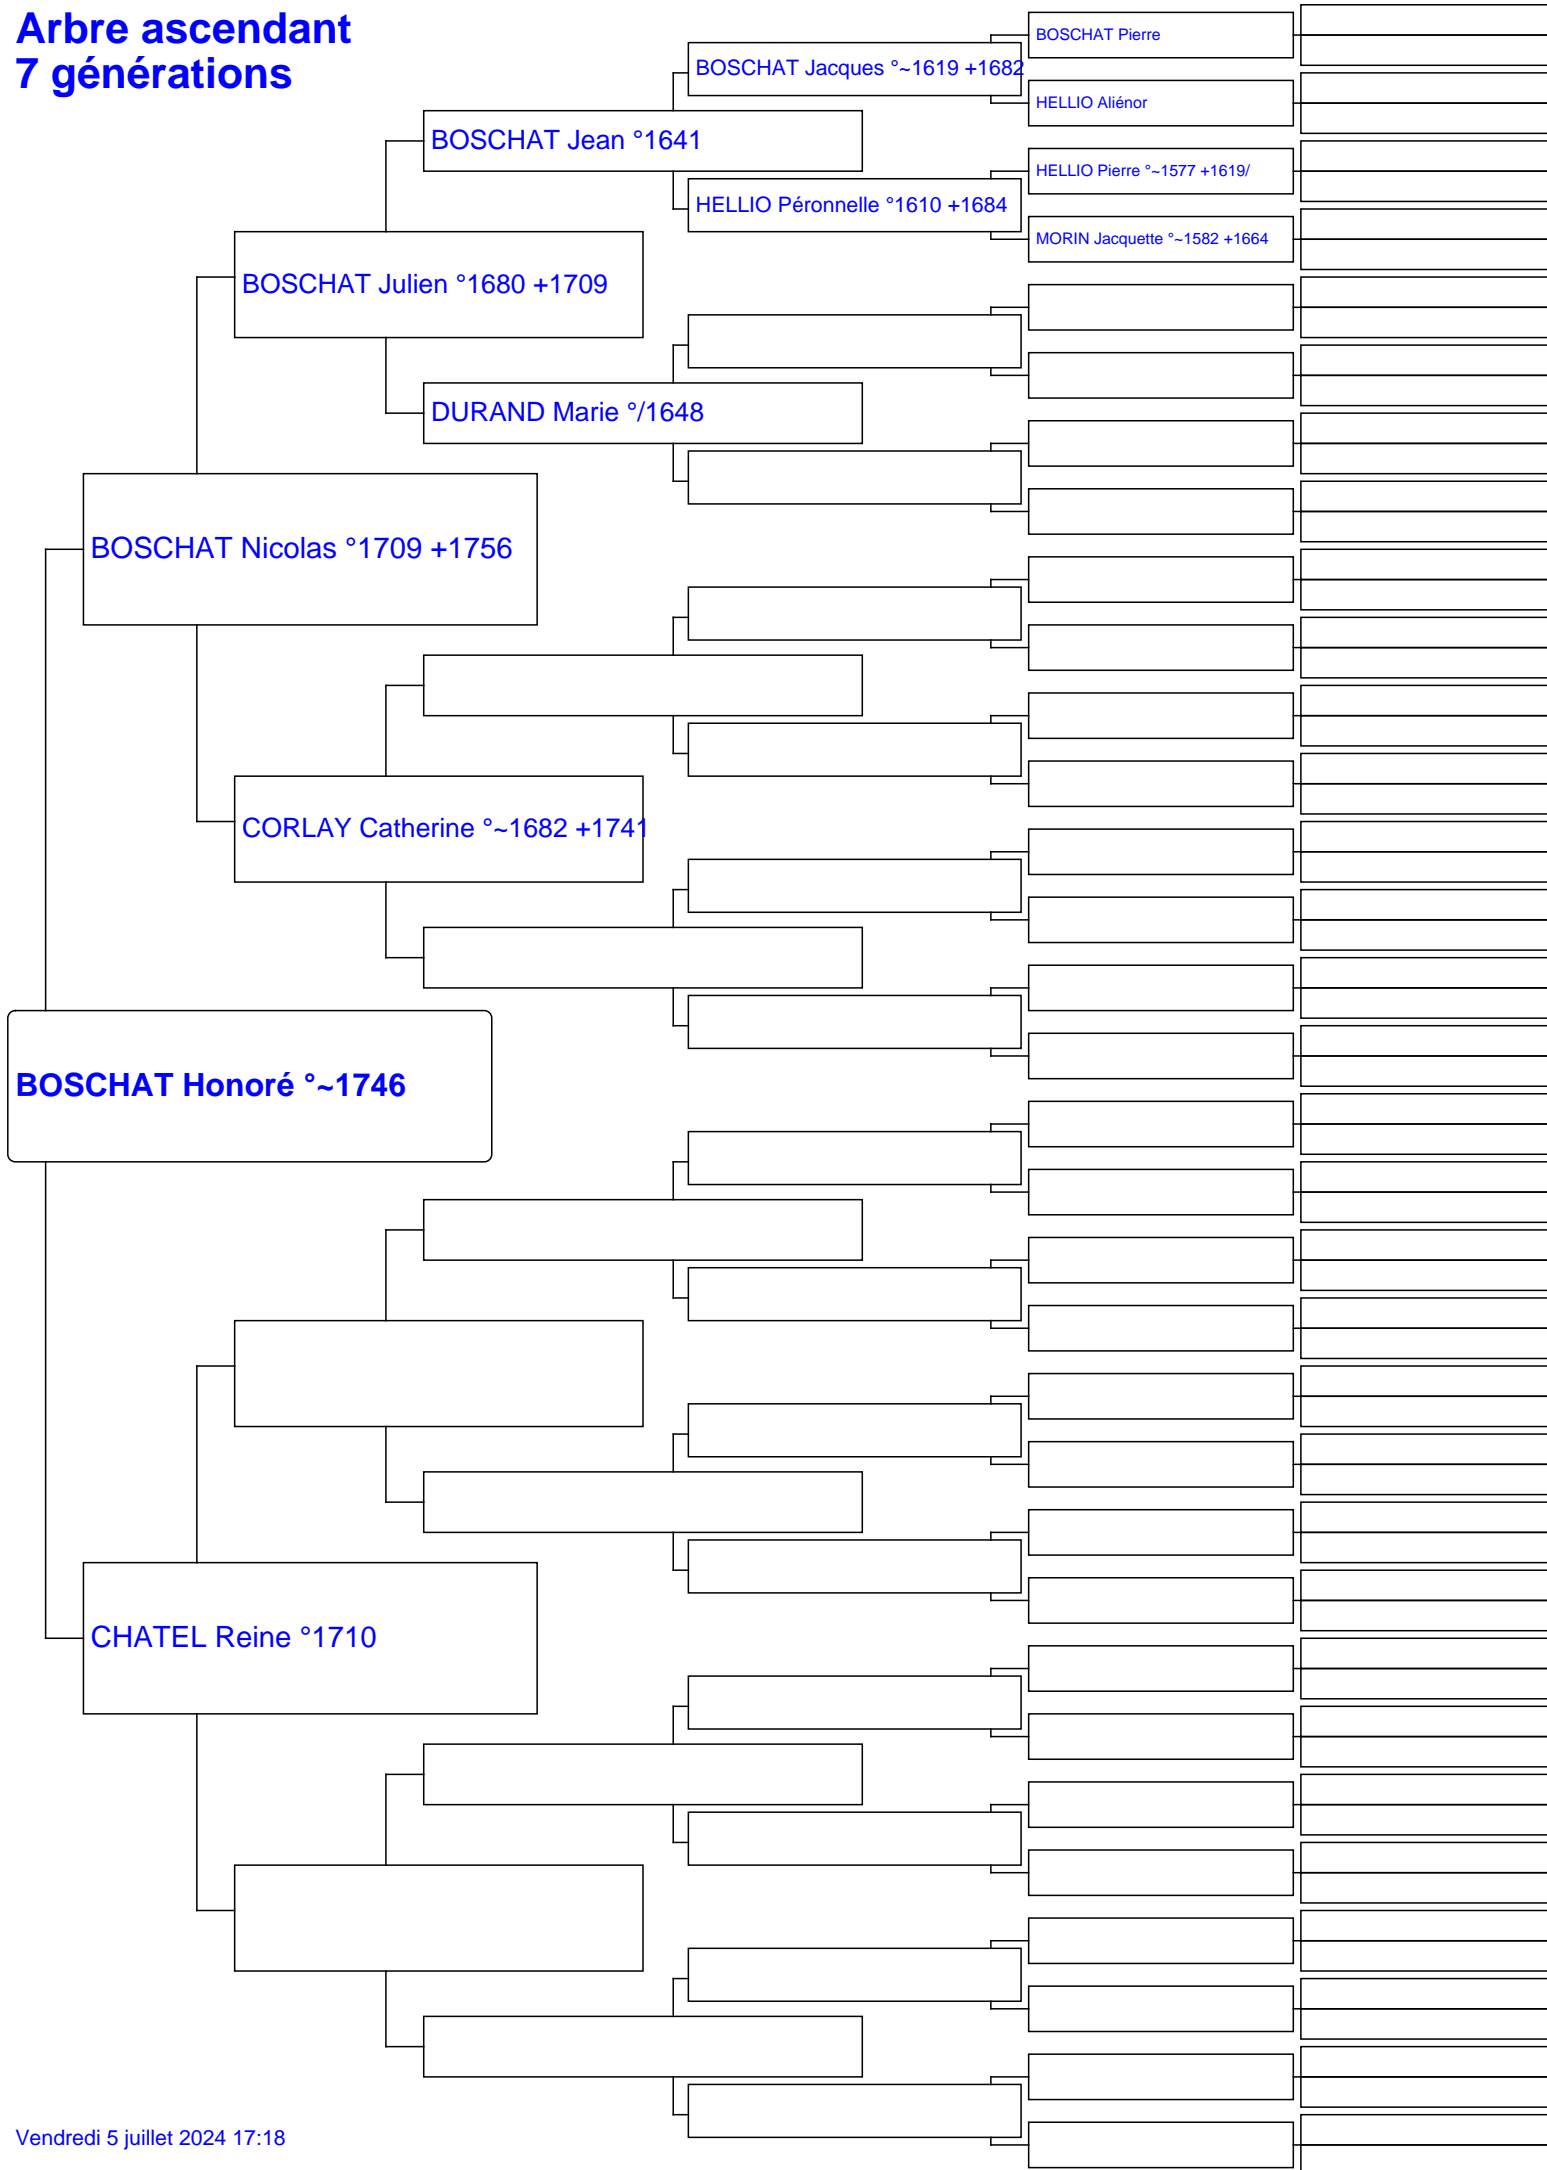 Arbre ascendant
7 générations
BOSCHAT Pierre
BOSCHAT Jacques °~1619 +1682
HELLIO Aliénor
BOSCHAT Jean °1641
HELLIO Pierre °~1577 +1619/
HELLIO Péronnelle °1610 +1684
MORIN Jacquette °~1582 +1664
BOSCHAT Julien °1680 +1709
DURAND Marie °/1648
BOSCHAT Nicolas °1709 +1756
CORLAY Catherine °~1682 +1741
BOSCHAT Honoré °~1746
CHATEL Reine °1710
Vendredi 5 juillet 2024 17:18